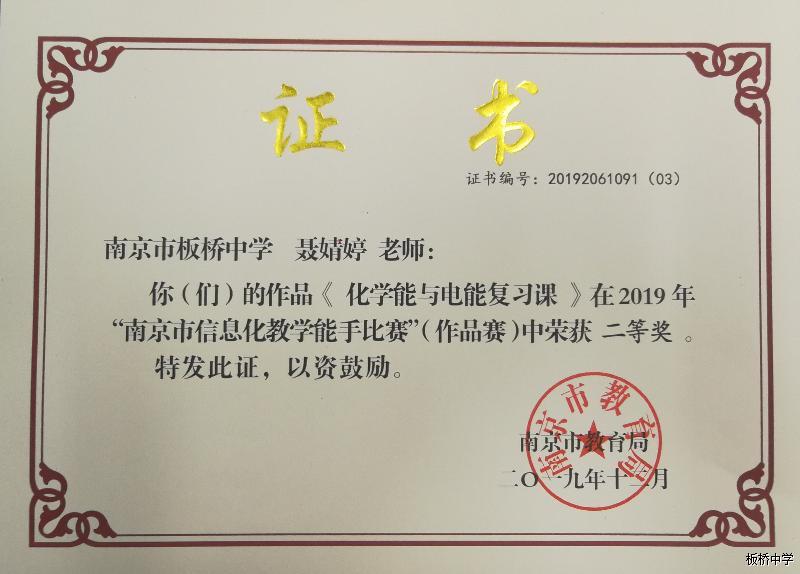 证 书
证书编号：20192061091（03）
南京市板桥中学 聂婧婷 老师：
你（们）的作品《 化学能与电能复习课 》在2019年
“南京市信息化教学能手比赛”（作品赛）中荣获 二等奖 。
特发此证，以资鼓励。
南京市教育局
南京市教育局
二〇一九年十二月
板桥中学